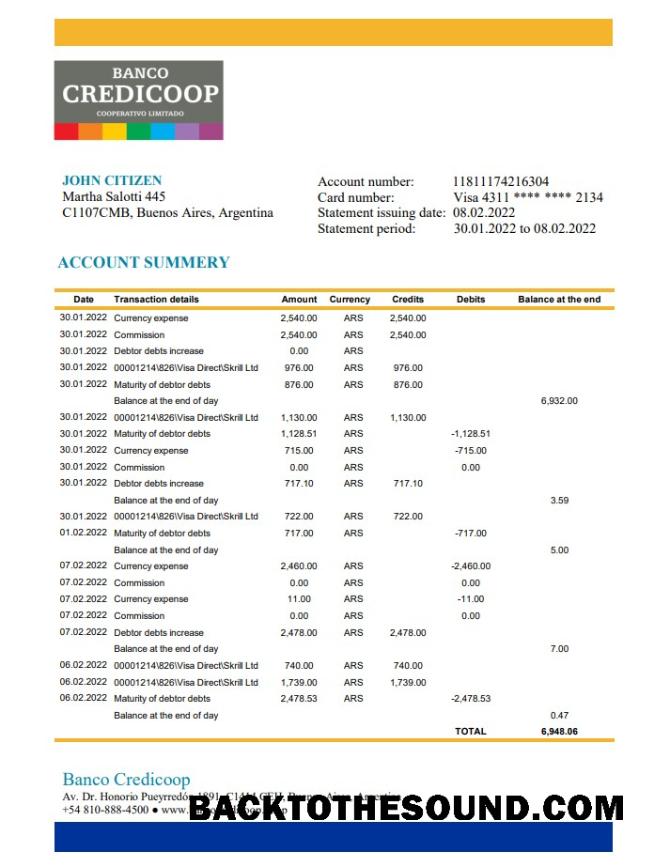 BANCO
CREDICOOP
COOPERATIVO LIMITADO
JOHN CITIZEN
Martha Salotti 445
C1107CMB, Buenos Aires, Argentina
Account number: 11811174216304
Card number: Visa 4311 **** **** 2134
Statement issuing date: 08.02.2022
Statement period: 30.01.2022 to 08.02.2022
ACCOUNT SUMMERY
Date Transaction details Amount Currency Credits Debits Balance at the end
30.01.2022 Currency expense 2,540.00 ARS 2,540.00
30.01.2022 Commission 2,540.00 ARS 2,540.00
30.01.2022 Debtor debts increase 0.00 ARS
30.01.2022 00001214\826\Visa Direct\Skrill Ltd 976.00 ARS 976.00
30.01.2022 Maturity of debtor debts 876.00 ARS 876.00
Balance at the end of day 6,932.00
30.01.2022 00001214\826\Visa Direct\Skrill Ltd 1,130.00 ARS 1,130.00
30.01.2022 Maturity of debtor debts 1,128.51 ARS -1,128.51
30.01.2022 Currency expense 715.00 ARS -715.00
30.01.2022 Commission 0.00 ARS 0.00
30.01.2022 Debtor debts increase 717.10 ARS 717.10
Balance at the end of day 3.59
30.01.2022 00001214\826\Visa Direct\Skrill Ltd 722.00 ARS 722.00
01.02.2022 Maturity of debtor debts 717.00 ARS -717.00
Balance at the end of day 5.00
07.02.2022 Currency expense 2,460.00 ARS -2,460.00
07.02.2022 Commission 0.00 ARS 0.00
07.02.2022 Currency expense 11.00 ARS -11.00
07.02.2022 Commission 0.00 ARS 0.00
07.02.2022 Debtor debts increase 2,478.00 ARS 2,478.00
Balance at the end of day 7.00
06.02.2022 00001214\826\Visa Direct\Skrill Ltd 740.00 ARS 740.00
06.02.2022 00001214\826\Visa Direct\Skrill Ltd 1,739.00 ARS 1,739.00
06.02.2022 Maturity of debtor debts 2,478.53 ARS -2,478.53
Balance at the end of day 0.47
TOTAL 6,948.06
Banco Credicoop
Av. Dr. Honorio Pueyrredón 1891, Buenos Aires, Argentina
+54 810-888-4500 ●
BACKTOTHESOUND.COM